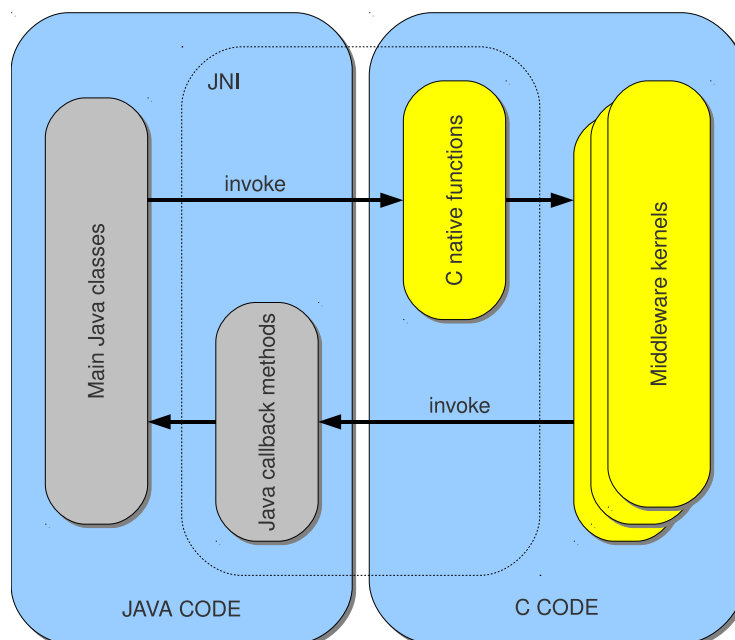 JNI
invoke
Main Java classes
C native functions
Middleware kernels
Java callback methods
invoke
JAVA CODE
C CODE